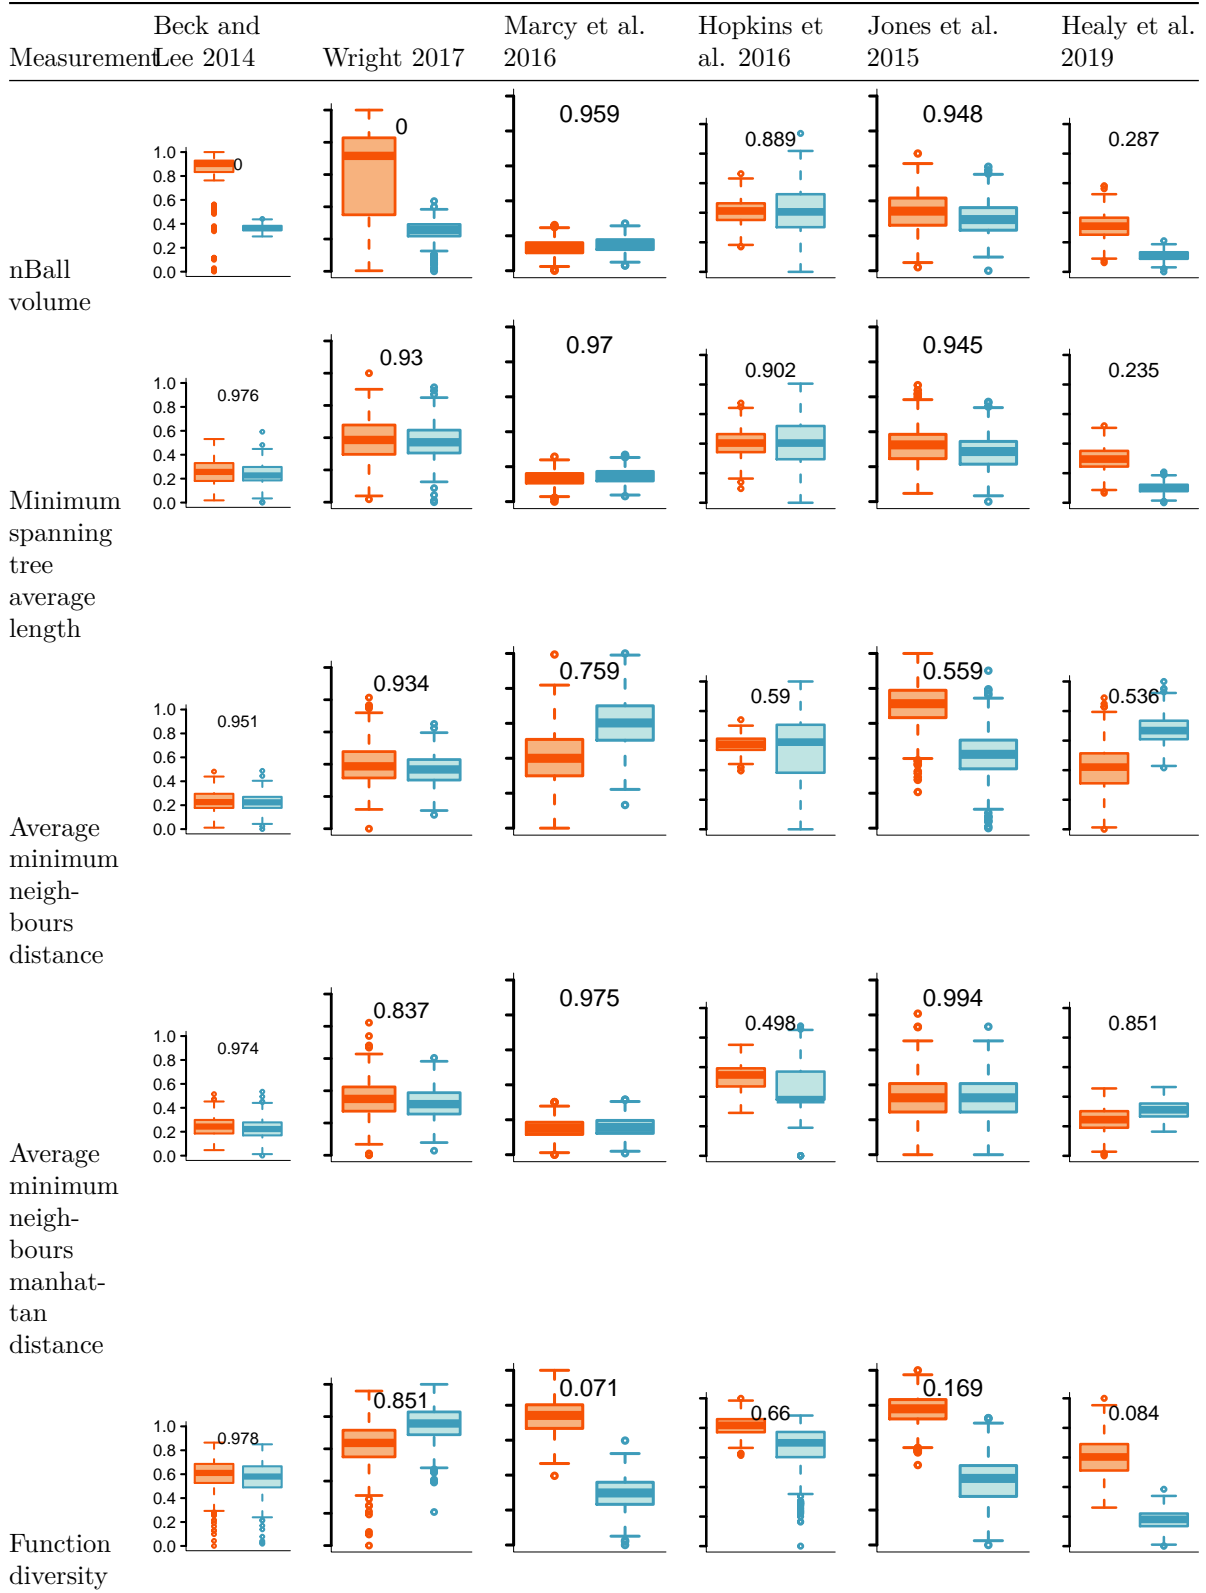 Measurement Beck and Lee 2014 Wright 2017 Marcy et al. 2016 Hopkins et al. 2016 Jones et al. 2015 Healy et al. 2019
nBall volume
1.0
0.8
0.6
0.4
0.2
0.0
0 0 0.959 0.889 0.948 0.287
Minimum spanning tree average length
1.0
0.8
0.6
0.4
0.2
0.0
0.976 0.93 0.97 0.902 0.945 0.235
Average minimum neigh-
bours distance
1.0
0.8
0.6
0.4
0.2
0.0
0.951 0.934 0.759 0.59 0.559 0.536
Average minimum neigh-
bours manhat-
tan distance
1.0
0.8
0.6
0.4
0.2
0.0
0.974 0.837 0.975 0.498 0.994 0.851
Function diversity
1.0
0.8
0.6
0.4
0.2
0.0
0.978 0.851 0.071 0.66 0.169 0.084